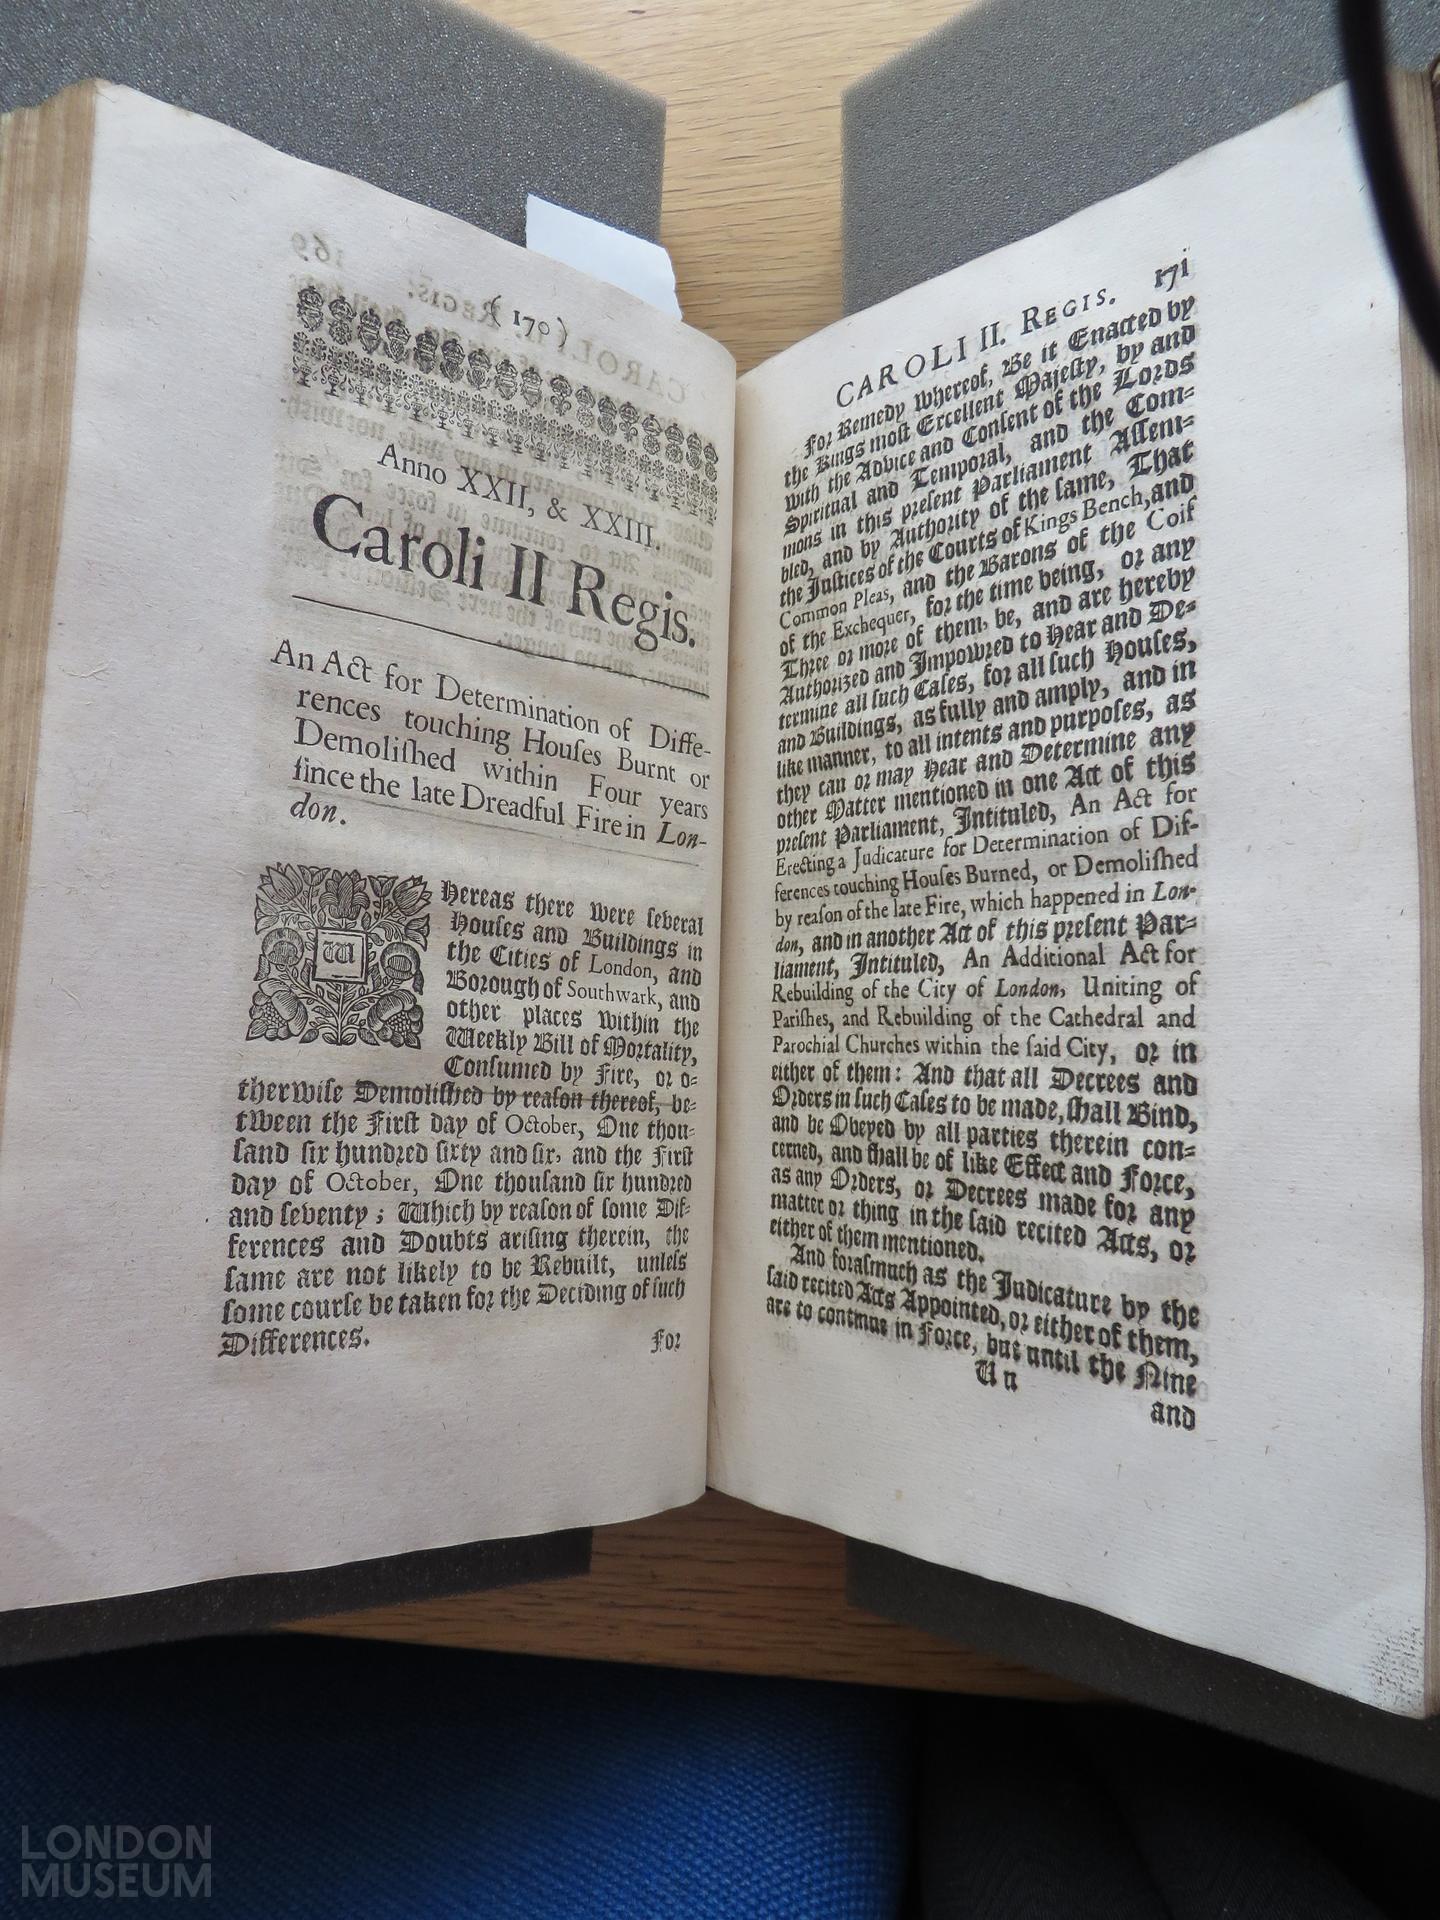 ( 170 )
Anno XXII, & XXIII.
Caroli II Regis.
An Act for Determination of Diffe-
rences touching Houſes Burnt or
Demoliſhed within Four years
ſince the late Dreadful Fire in Lon-
don.
Whereas there were ſeveral
Houſes and Buildings in
the Cities of London, and
Borough of Southwark, and
other places within the
Weekly Bill of Mortality,
Conſumed by Fire, or o-
therwiſe Demoliſhed by reaſon thereof, be-
tween the Firſt day of October, One thou-
ſand ſix hundred ſixty and ſix, and the Firſt
day of October, One thouſand ſix hundred
and ſeventy; Which by reaſon of ſome Dif-
ferences and Doubts ariſing therein, the
ſame are not likely to be Rebuilt, unleſs
ſome courſe be taken for the Deciding of ſuch
Differences.
For
CAROLI II. REGIS. 171
For Remedy whereof, Be it Enacted by
the Kings moſt Excellent Majeſty, by and
with the Advice and Conſent of the Lords
Spiritual and Temporal, and the Com-
mons in this preſent Parliament Aſſem-
bled, and by Authority of the ſame, That
the Juſtices of the Courts of Kings Bench, and
Common Pleas, and the Barons of the Coif
of the Exchequer, for the time being, or any
Three or more of them, be, and are hereby
Authorized and Impowred to Hear and De-
termine all ſuch Caſes, for all ſuch Houſes,
and Buildings, as fully and amply, and in
like manner, to all intents and purpoſes, as
they can or may Hear and Determine any
other Matter mentioned in one Act of this
preſent Parliament, Intituled, An Act for
Erecting a Judicature for Determination of Dif-
ferences touching Houſes Burned, or Demoliſhed
by reaſon of the late Fire, which happened in Lon-
don, and in another Act of this preſent Par-
liament, Intituled, An Additional Act for
Rebuilding of the City of London, Uniting of
Pariſhes, and Rebuilding of the Cathedral and
Parochial Churches within the ſaid City, or in
either of them: And that all Decrees and
Orders in ſuch Caſes to be made, ſhall Bind,
and be Obeyed by all parties therein con-
cerned, and ſhall be of like Effect and Force,
as any Orders, or Decrees made for any
matter or thing in the ſaid recited Acts, or
either of them mentioned.
And foraſmuch as the Judicature by the
ſaid recited Acts Appointed, or either of them,
are to continue in Force, but until the Nine
Un
and
LONDON
MUSEUM